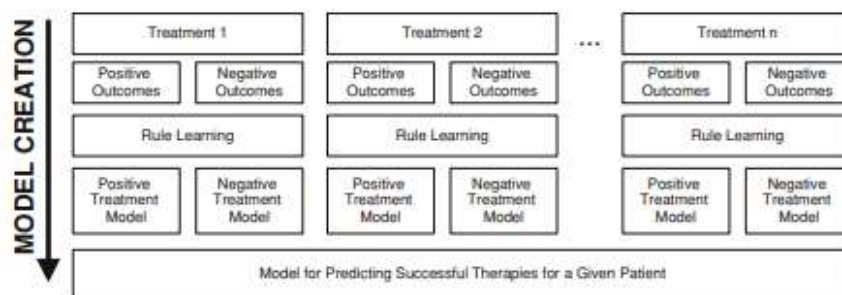 MODEL CREATION
Treatment 1
Treatment 2
...
Treatment n
Positive
Outcomes
Negative
Outcomes
Positive
Outcomes
Negative
Outcomes
Positive
Outcomes
Negative
Outcomes
Rule Learning
Rule Learning
Rule Learning
Positive
Treatment
Model
Negative
Treatment
Model
Positive
Treatment
Model
Negative
Treatment
Model
Positive
Treatment
Model
Negative
Treatment
Model
Model for Predicting Successful Therapies for a Given Patient